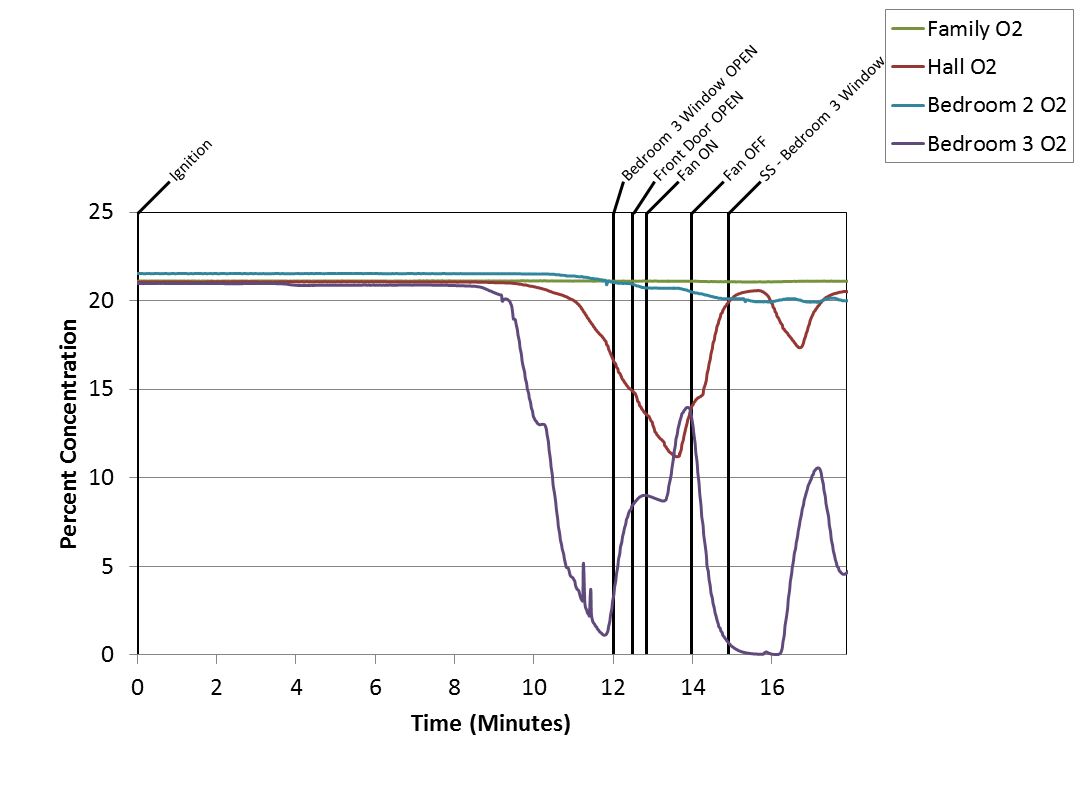 Family O2
Hall O2
Bedroom 2 O2
Bedroom 3 O2
Ignition
Bedroom 3 Window OPEN
Front Door OPEN
Fan ON
Fan OFF
SS - Bedroom 3 Window
25
20
15
10
5
0
Percent Concentration
0 2 4 6 8 10 12 14 16
Time (Minutes)